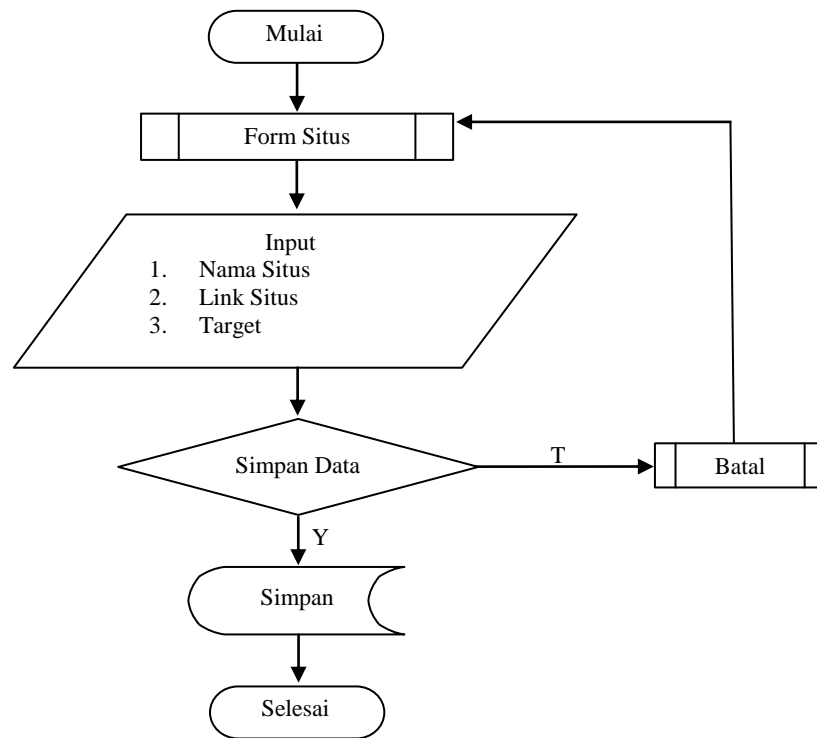 Mulai
Form Situs
Input
1. Nama Situs
2. Link Situs
3. Target
Simpan Data
T
Batal
Y
Simpan
Selesai